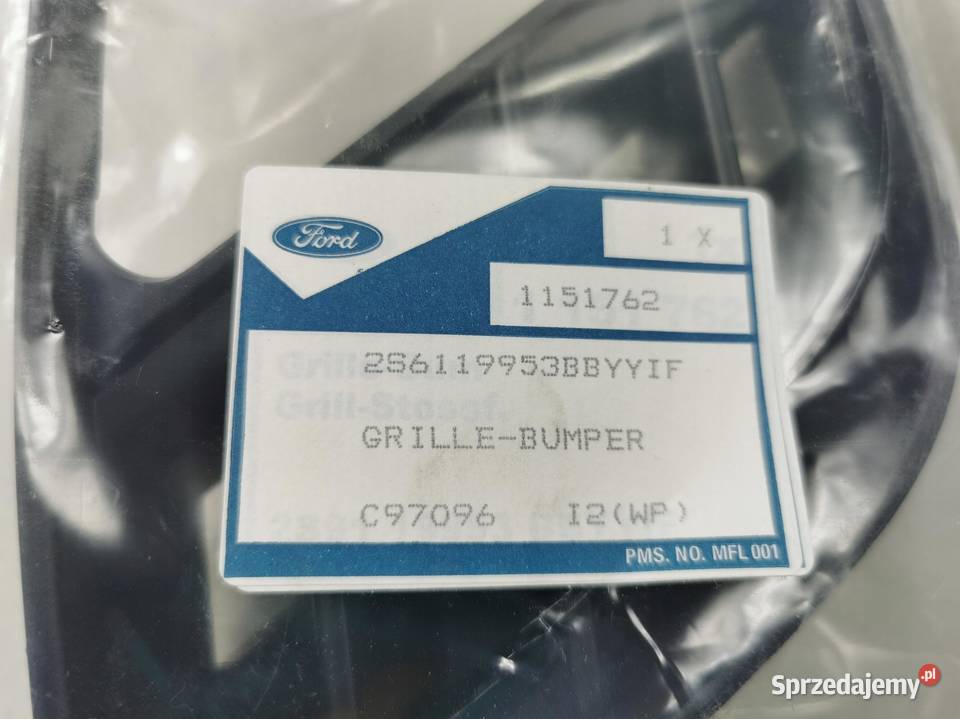 Ford
1 X
1151762
2S6119953BBYYIF
GRILLE-BUMPER
C97096 I2(WP)
PMS. NO. MFL 001
Sprzedajemy.pl